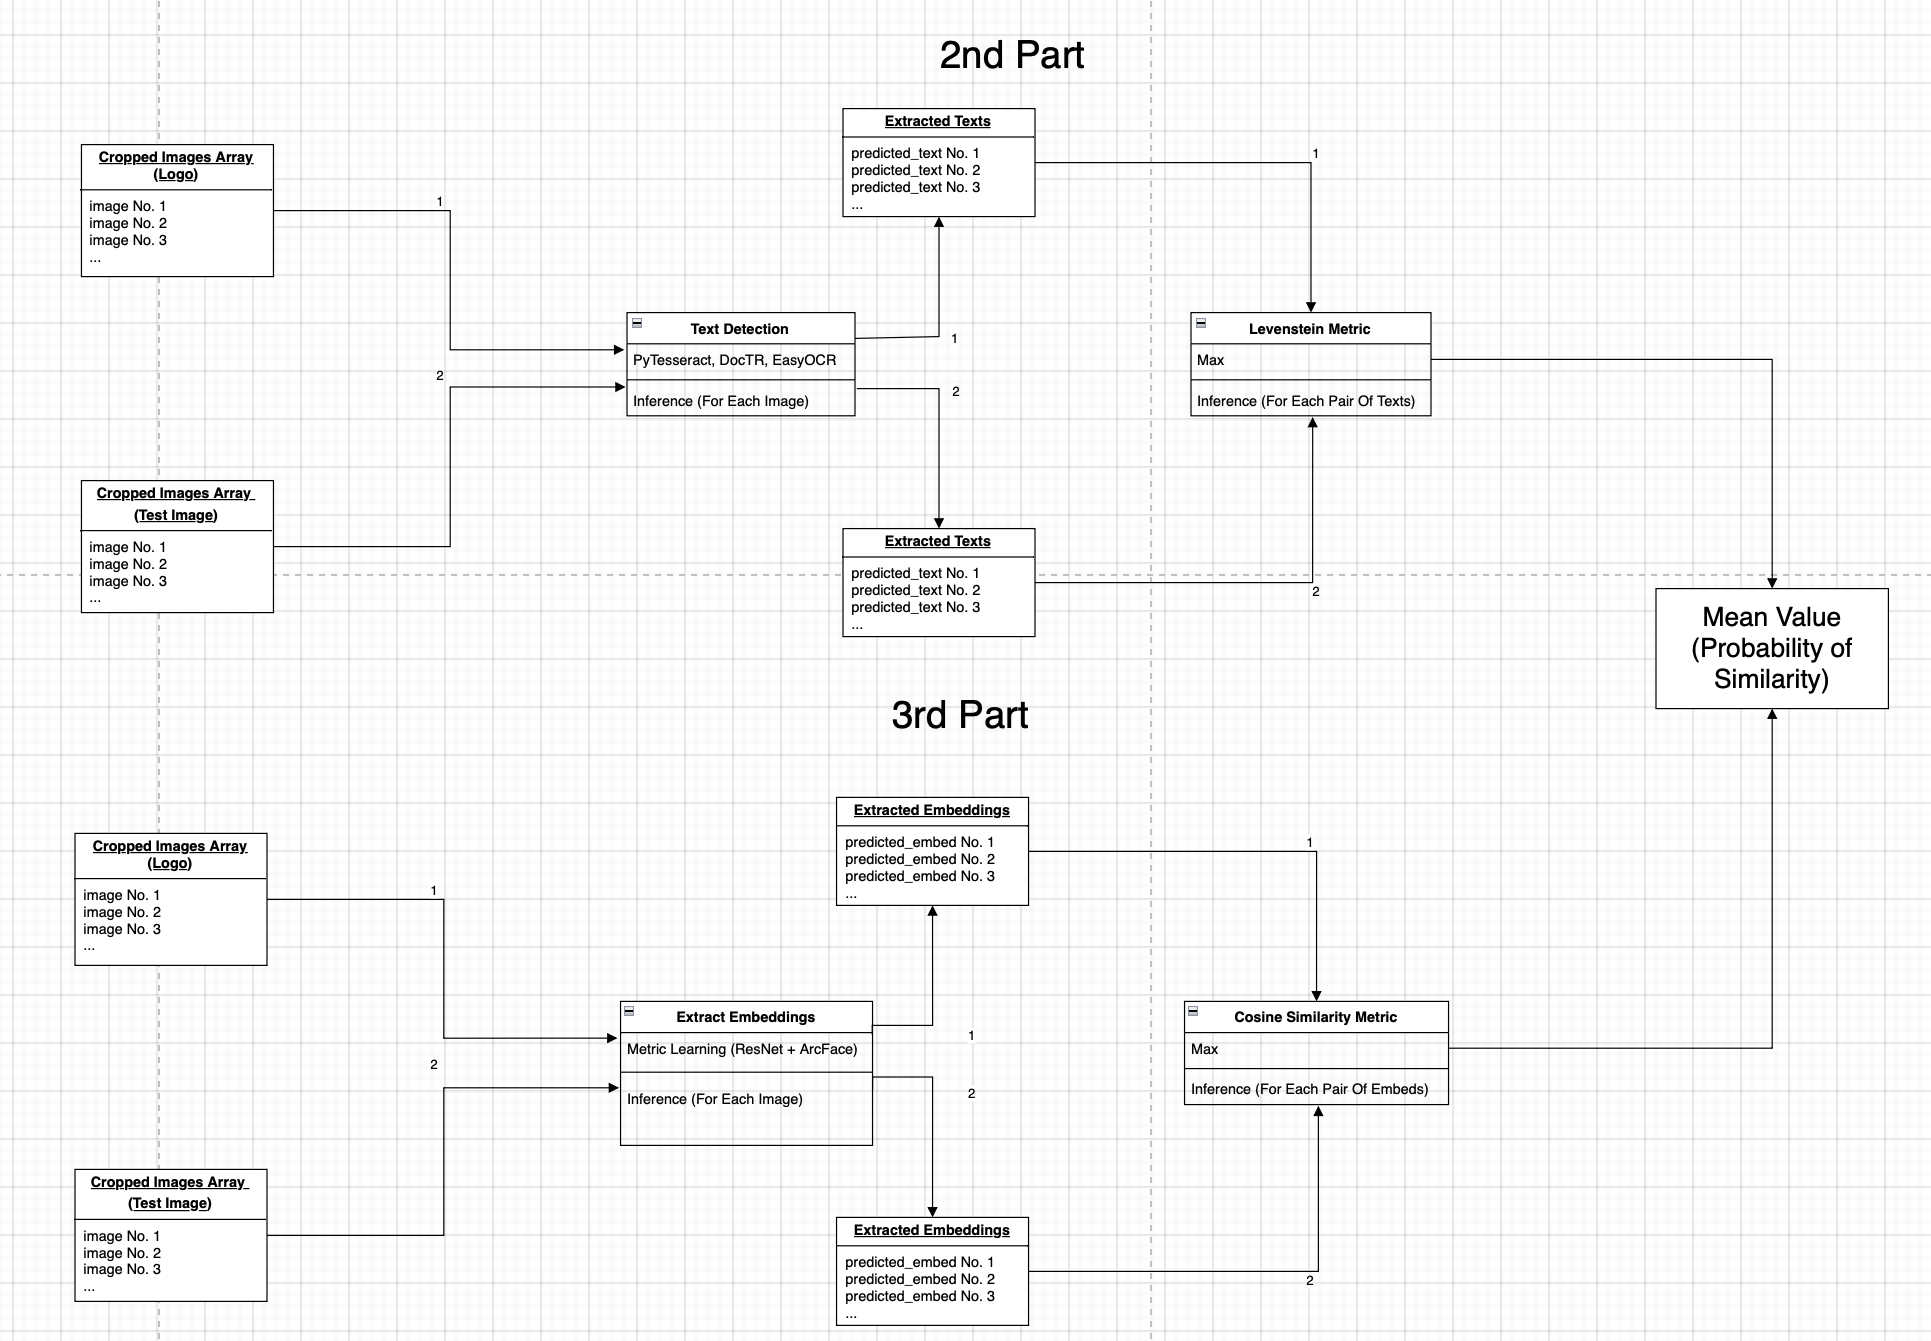 2nd Part
Cropped Images Array
(Logo)
image No. 1
image No. 2
image No. 3
...
1
2
Cropped Images Array
(Test Image)
image No. 1
image No. 2
image No. 3
...
Text Detection
PyTesseract, DocTR, EasyOCR
Inference (For Each Image)
1
2
Extracted Texts
predicted_text No. 1
predicted_text No. 2
predicted_text No. 3
...
Extracted Texts
predicted_text No. 1
predicted_text No. 2
predicted_text No. 3
...
1
2
Levenstein Metric
Max
Inference (For Each Pair Of Texts)
Mean Value
(Probability of
Similarity)
3rd Part
Cropped Images Array
(Logo)
image No. 1
image No. 2
image No. 3
...
1
2
Cropped Images Array
(Test Image)
image No. 1
image No. 2
image No. 3
...
Extract Embeddings
Metric Learning (ResNet + ArcFace)
Inference (For Each Image)
1
2
Extracted Embeddings
predicted_embed No. 1
predicted_embed No. 2
predicted_embed No. 3
...
Extracted Embeddings
predicted_embed No. 1
predicted_embed No. 2
predicted_embed No. 3
...
1
2
Cosine Similarity Metric
Max
Inference (For Each Pair Of Embeds)